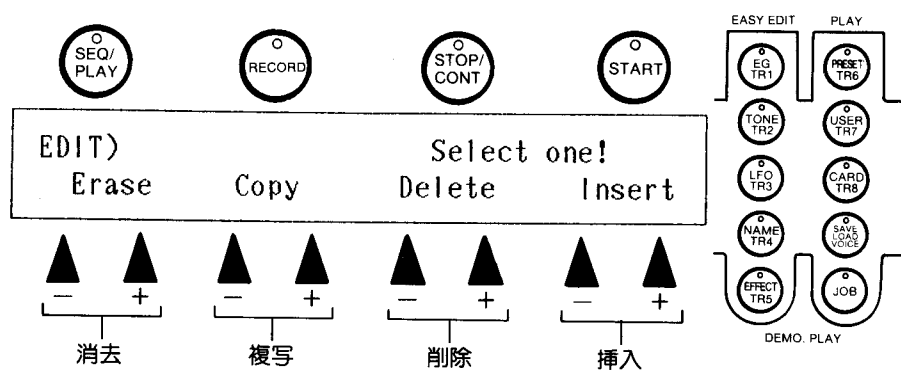 EASY EDIT PLAY
SEQ/
PLAY
RECORD
STOP/
CONT
START
EG
TR1
PRESET
TR6
TONE
TR2
USER
TR7
LFO
TR3
CARD
TR8
NAME
TR4
SAVE
LOAD
VOICE
EFFECT
TR5
JOB
DEMO. PLAY
EDIT) Select one!
Erase Copy Delete Insert
− + − + − + − +
消去 複写 削除 挿入